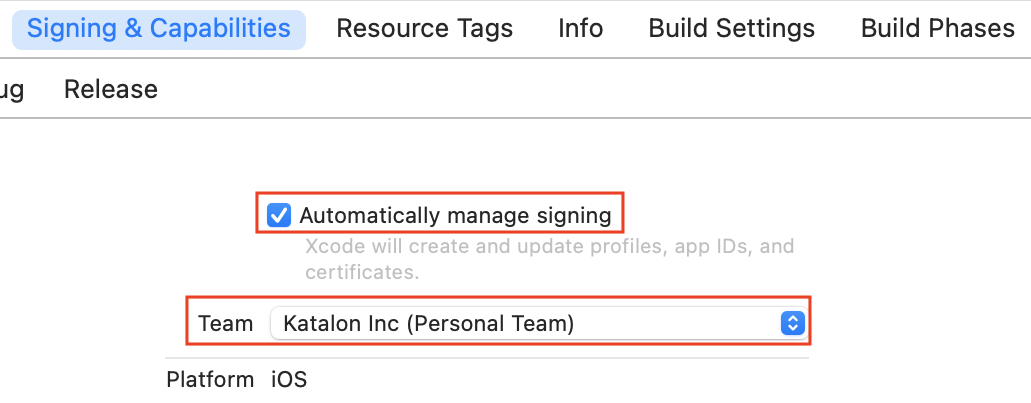 Signing & Capabilities Resource Tags Info Build Settings Build Phases
ug Release
Automatically manage signing
Xcode will create and update profiles, app IDs, and
certificates.
Team Katalon Inc (Personal Team)
Platform iOS